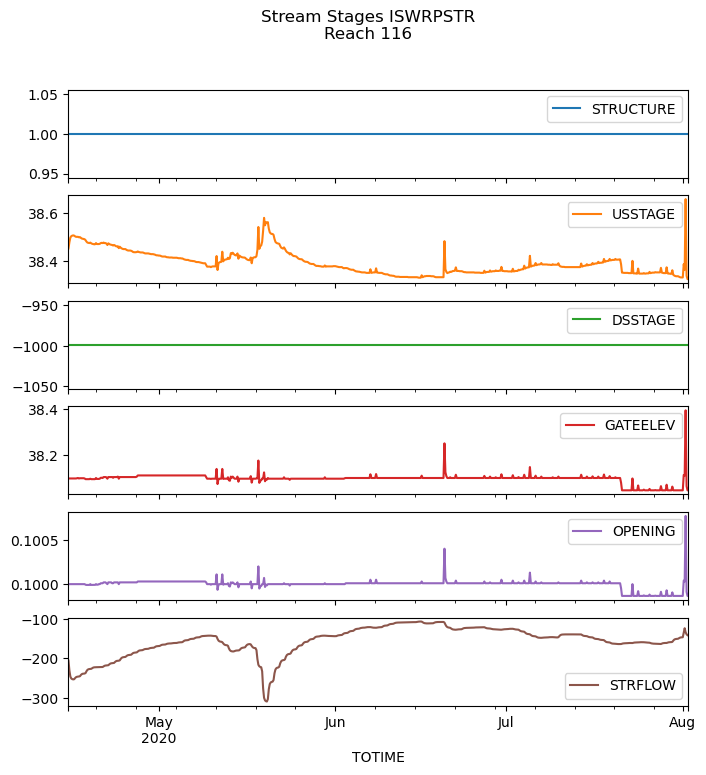 Stream Stages ISWRPSTR
Reach 116
1.05
1.00
0.95
STRUCTURE
38.6
38.4
USSTAGE
−950
−1000
−1050
DSSTAGE
38.4
38.2
GATEELEV
0.1005
0.1000
OPENING
−100
−200
−300
STRFLOW
May
2020
Jun
Jul
Aug
TOTIME